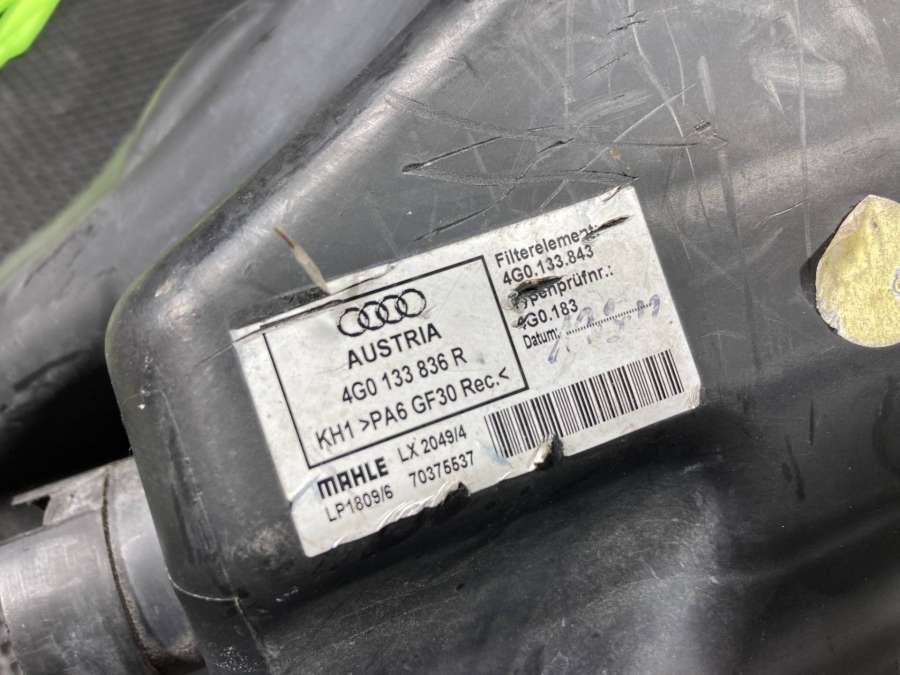 AUSTRIA
4G0 133 836 R
KH1 >PA6 GF30 Rec.<
MAHLE LX 2049/4
LP1809/6 70375537
Filterelement
4G0.133.843
Typenprüfnr.:
4G0.183
Datum: